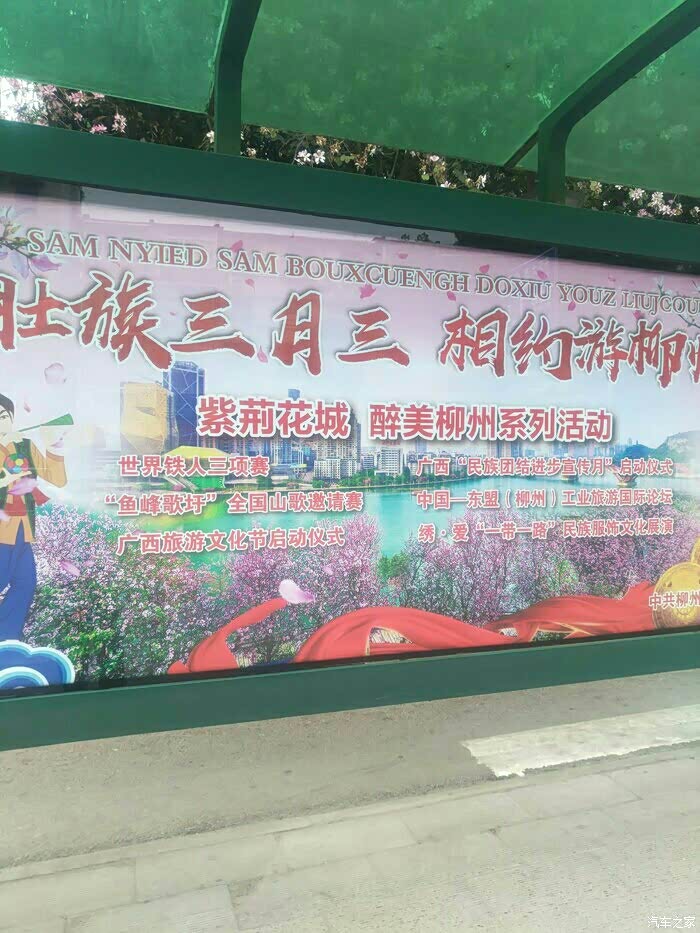 SAM NYIED SAM BOUXCUENGH DOXIU YOUZ LIUJCOU
壮族三月三 相约游柳州
紫荆花城 醉美柳州系列活动
世界铁人三项赛
“鱼峰歌圩”全国山歌邀请赛
广西旅游文化节启动仪式
广西“民族团结进步宣传月”启动仪式
中国—东盟（柳州）工业旅游国际论坛
绣·爱“一带一路”民族服饰文化展演
中共柳州
汽车之家